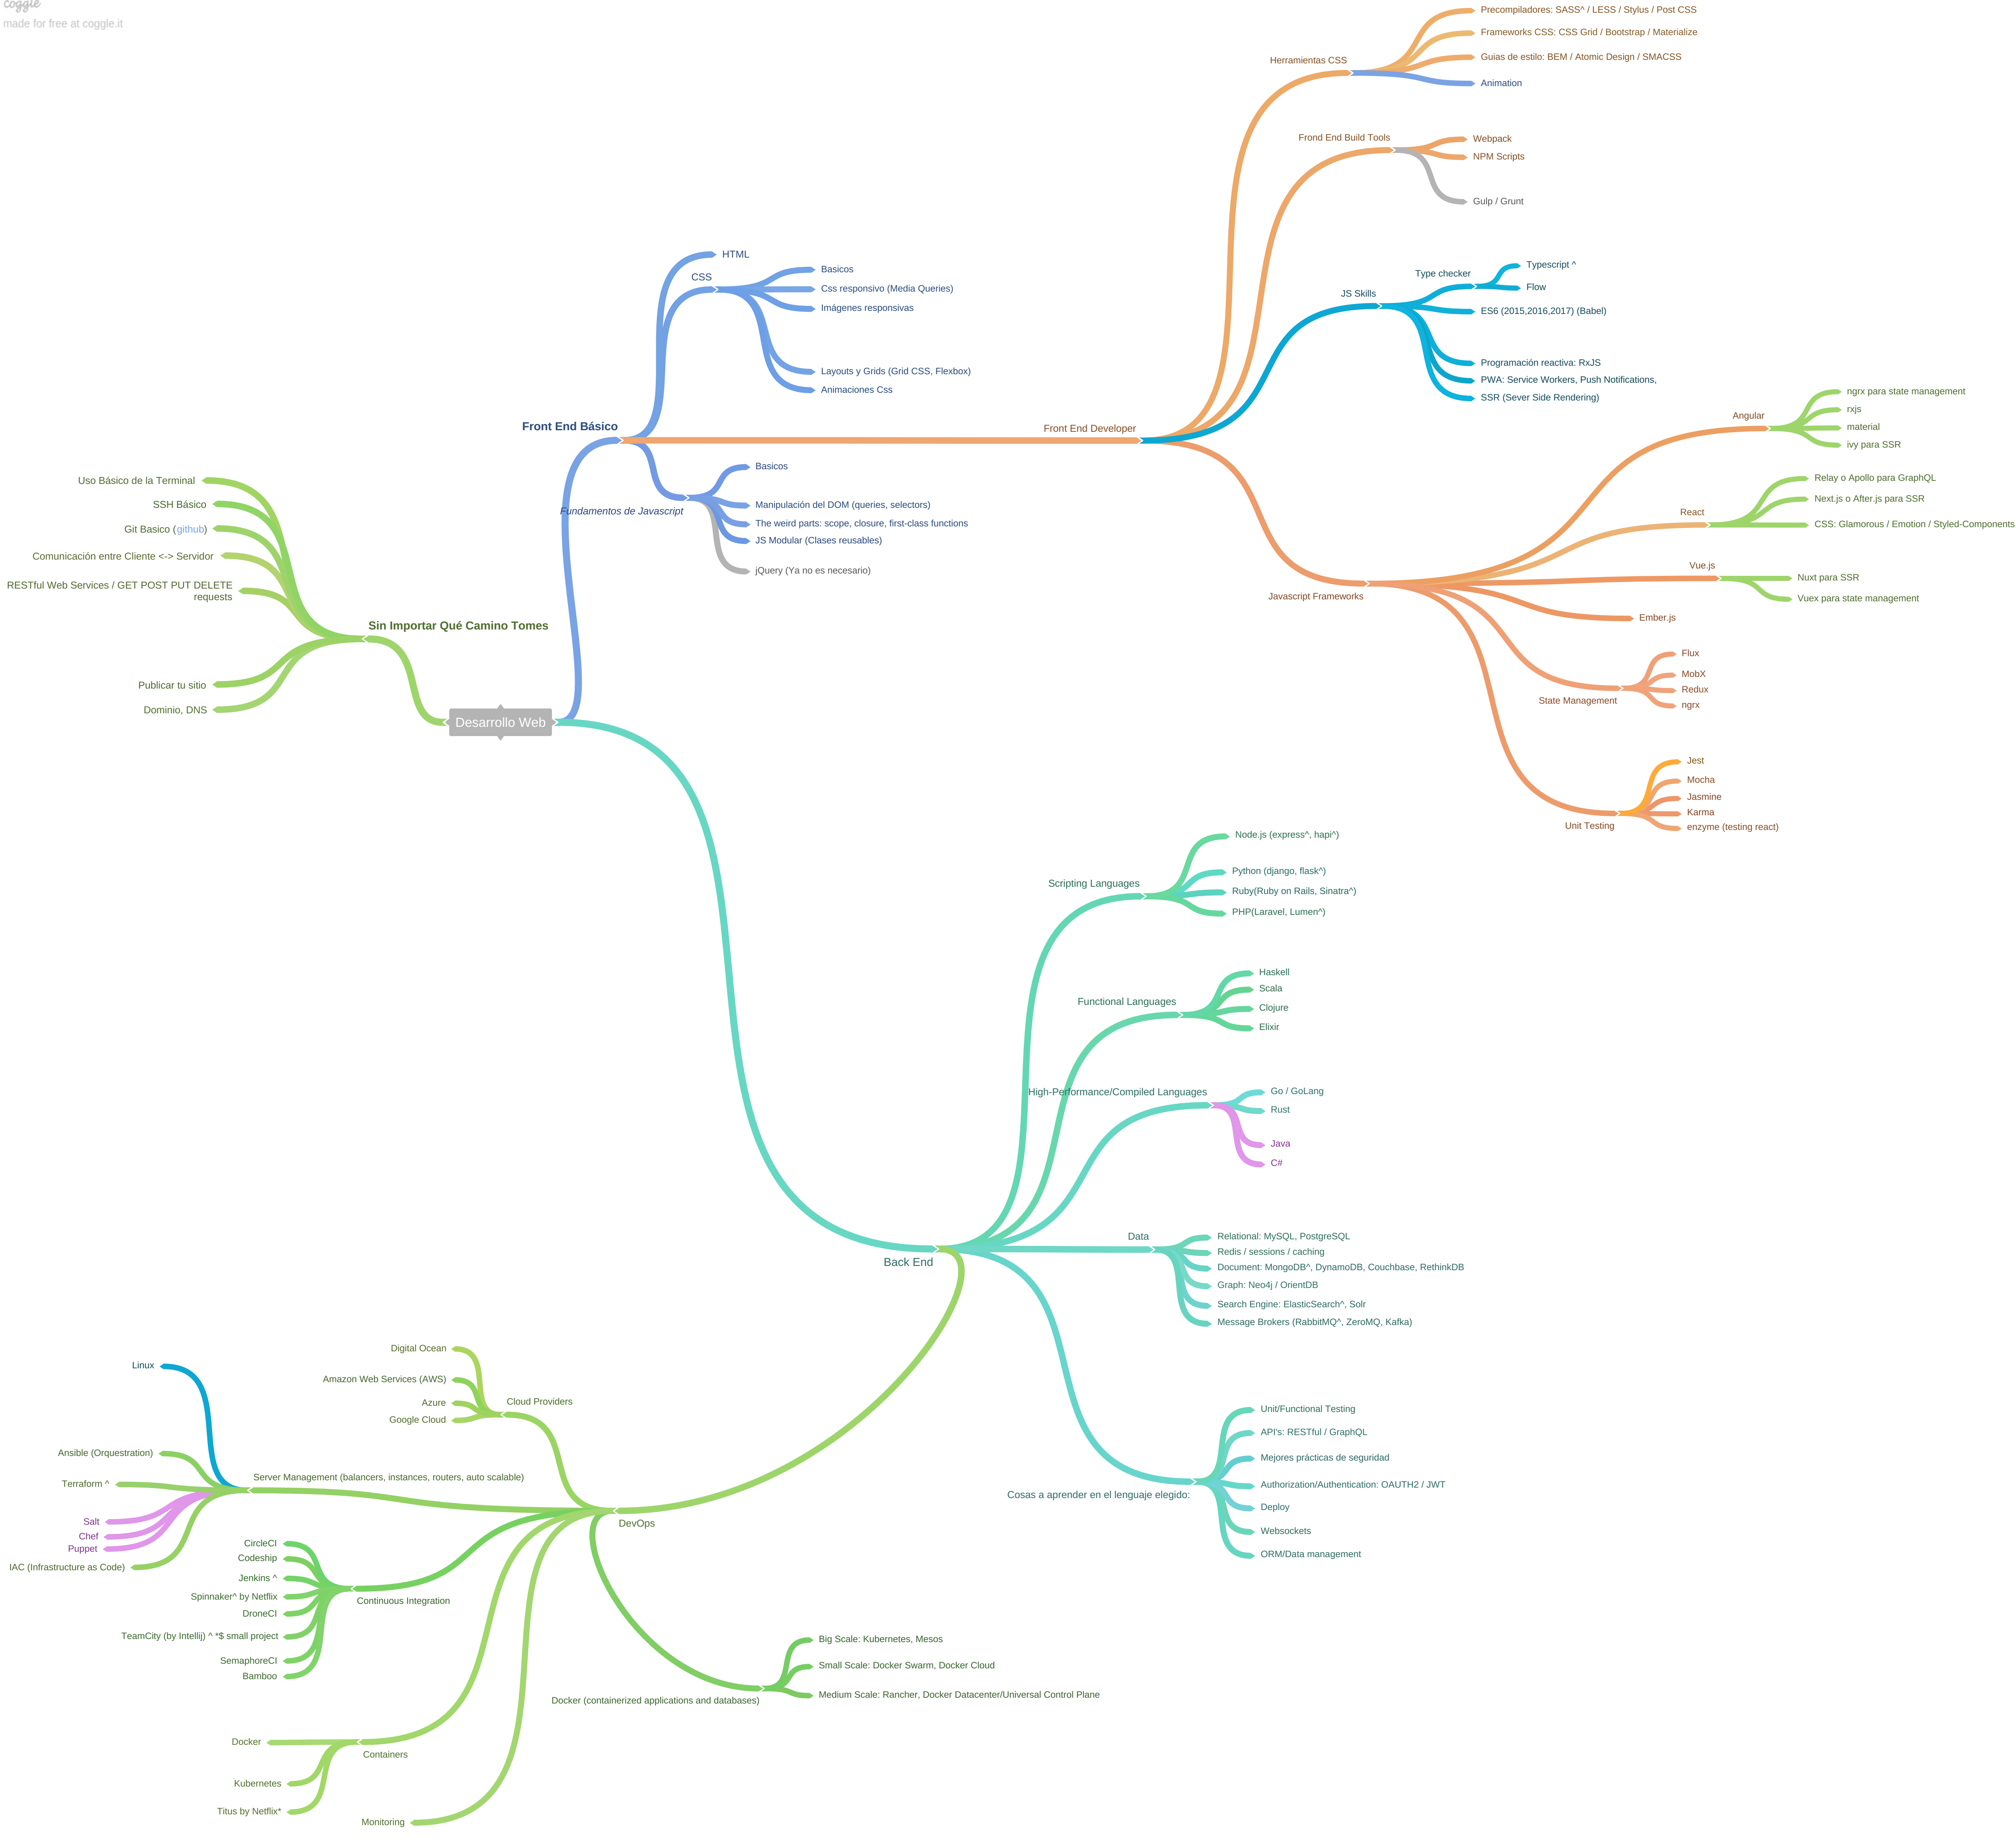 coggle
made for free at coggle.it
Desarrollo Web
Sin Importar Qué Camino Tomes
Uso Básico de la Terminal
SSH Básico
Git Basico (github)
Comunicación entre Cliente <-> Servidor
RESTful Web Services / GET POST PUT DELETE
requests
Publicar tu sitio
Dominio, DNS
Front End Básico
HTML
CSS
Basicos
Css responsivo (Media Queries)
Imágenes responsivas
Layouts y Grids (Grid CSS, Flexbox)
Animaciones Css
Fundamentos de Javascript
Basicos
Manipulación del DOM (queries, selectors)
The weird parts: scope, closure, first-class functions
JS Modular (Clases reusables)
jQuery (Ya no es necesario)
Front End Developer
Herramientas CSS
Precompiladores: SASS^ / LESS / Stylus / Post CSS
Frameworks CSS: CSS Grid / Bootstrap / Materialize
Guias de estilo: BEM / Atomic Design / SMACSS
Animation
Frond End Build Tools
Webpack
NPM Scripts
Gulp / Grunt
JS Skills
Type checker
Typescript ^
Flow
ES6 (2015,2016,2017) (Babel)
Programación reactiva: RxJS
PWA: Service Workers, Push Notifications,
SSR (Sever Side Rendering)
Javascript Frameworks
Angular
ngrx para state management
rxjs
material
ivy para SSR
React
Relay o Apollo para GraphQL
Next.js o After.js para SSR
CSS: Glamorous / Emotion / Styled-Components
Vue.js
Nuxt para SSR
Vuex para state management
Ember.js
State Management
Flux
MobX
Redux
ngrx
Unit Testing
Jest
Mocha
Jasmine
Karma
enzyme (testing react)
Back End
Scripting Languages
Node.js (express^, hapi^)
Python (django, flask^)
Ruby(Ruby on Rails, Sinatra^)
PHP(Laravel, Lumen^)
Functional Languages
Haskell
Scala
Clojure
Elixir
High-Performance/Compiled Languages
Go / GoLang
Rust
Java
C#
Data
Relational: MySQL, PostgreSQL
Redis / sessions / caching
Document: MongoDB^, DynamoDB, Couchbase, RethinkDB
Graph: Neo4j / OrientDB
Search Engine: ElasticSearch^, Solr
Message Brokers (RabbitMQ^, ZeroMQ, Kafka)
Cosas a aprender en el lenguaje elegido:
Unit/Functional Testing
API's: RESTful / GraphQL
Mejores prácticas de seguridad
Authorization/Authentication: OAUTH2 / JWT
Deploy
Websockets
ORM/Data management
DevOps
Cloud Providers
Digital Ocean
Amazon Web Services (AWS)
Azure
Google Cloud
Server Management (balancers, instances, routers, auto scalable)
Linux
Ansible (Orquestration)
Terraform ^
Salt
Chef
Puppet
IAC (Infrastructure as Code)
Continuous Integration
CircleCI
Codeship
Jenkins ^
Spinnaker^ by Netflix
DroneCI
TeamCity (by Intellij) ^ *$ small project
SemaphoreCI
Bamboo
Containers
Docker
Kubernetes
Titus by Netflix*
Monitoring
Docker (containerized applications and databases)
Big Scale: Kubernetes, Mesos
Small Scale: Docker Swarm, Docker Cloud
Medium Scale: Rancher, Docker Datacenter/Universal Control Plane